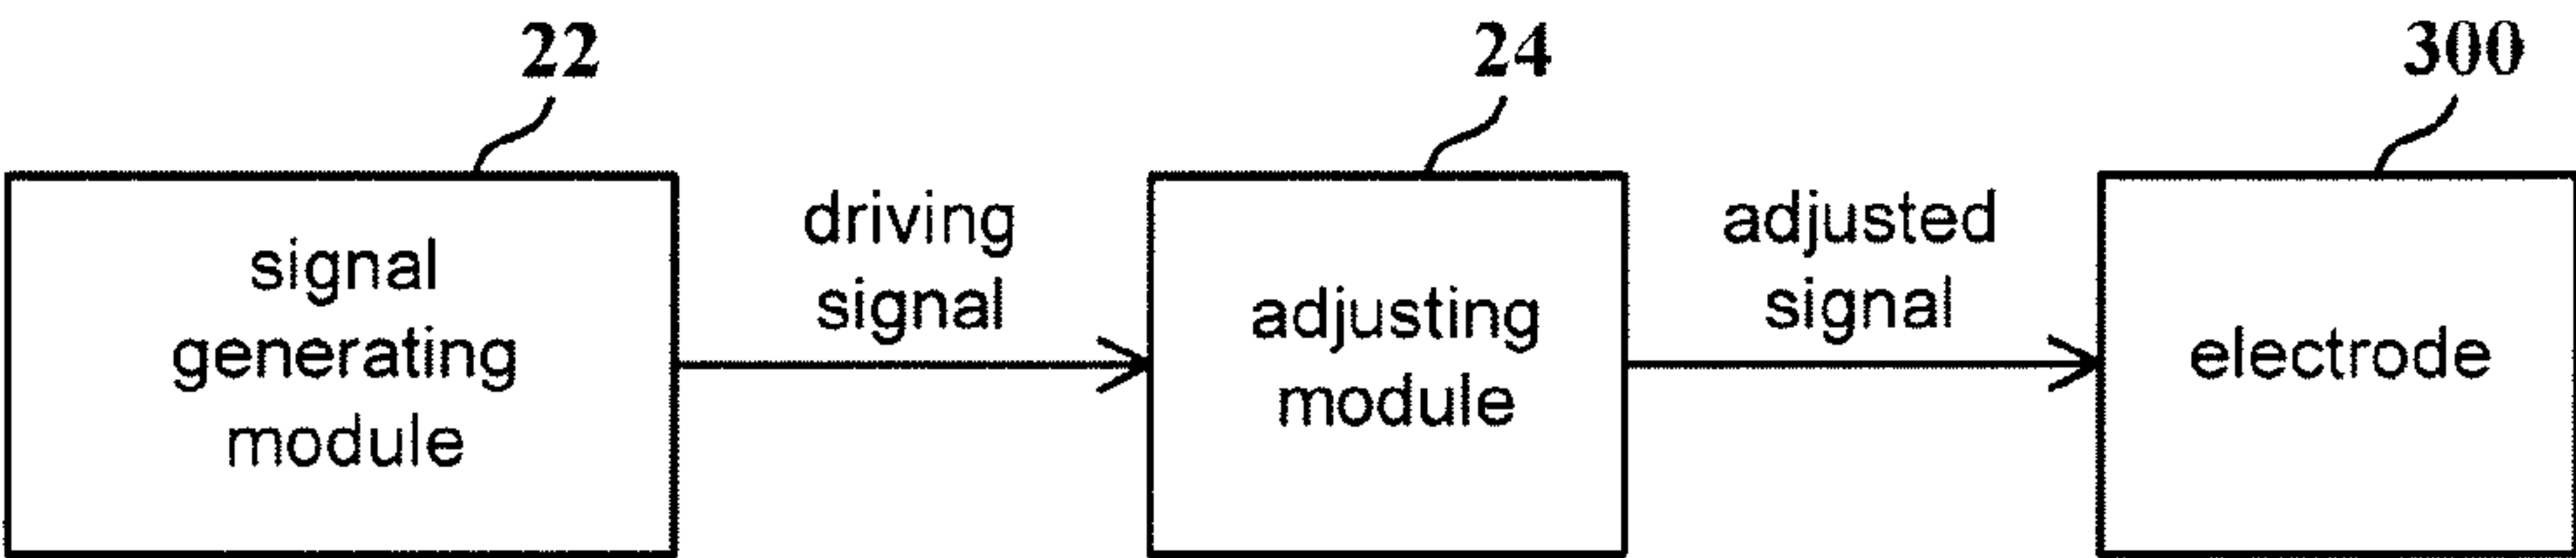 22
24
300
signal
generating
module
driving
signal
adjusting
module
adjusted
signal
electrode